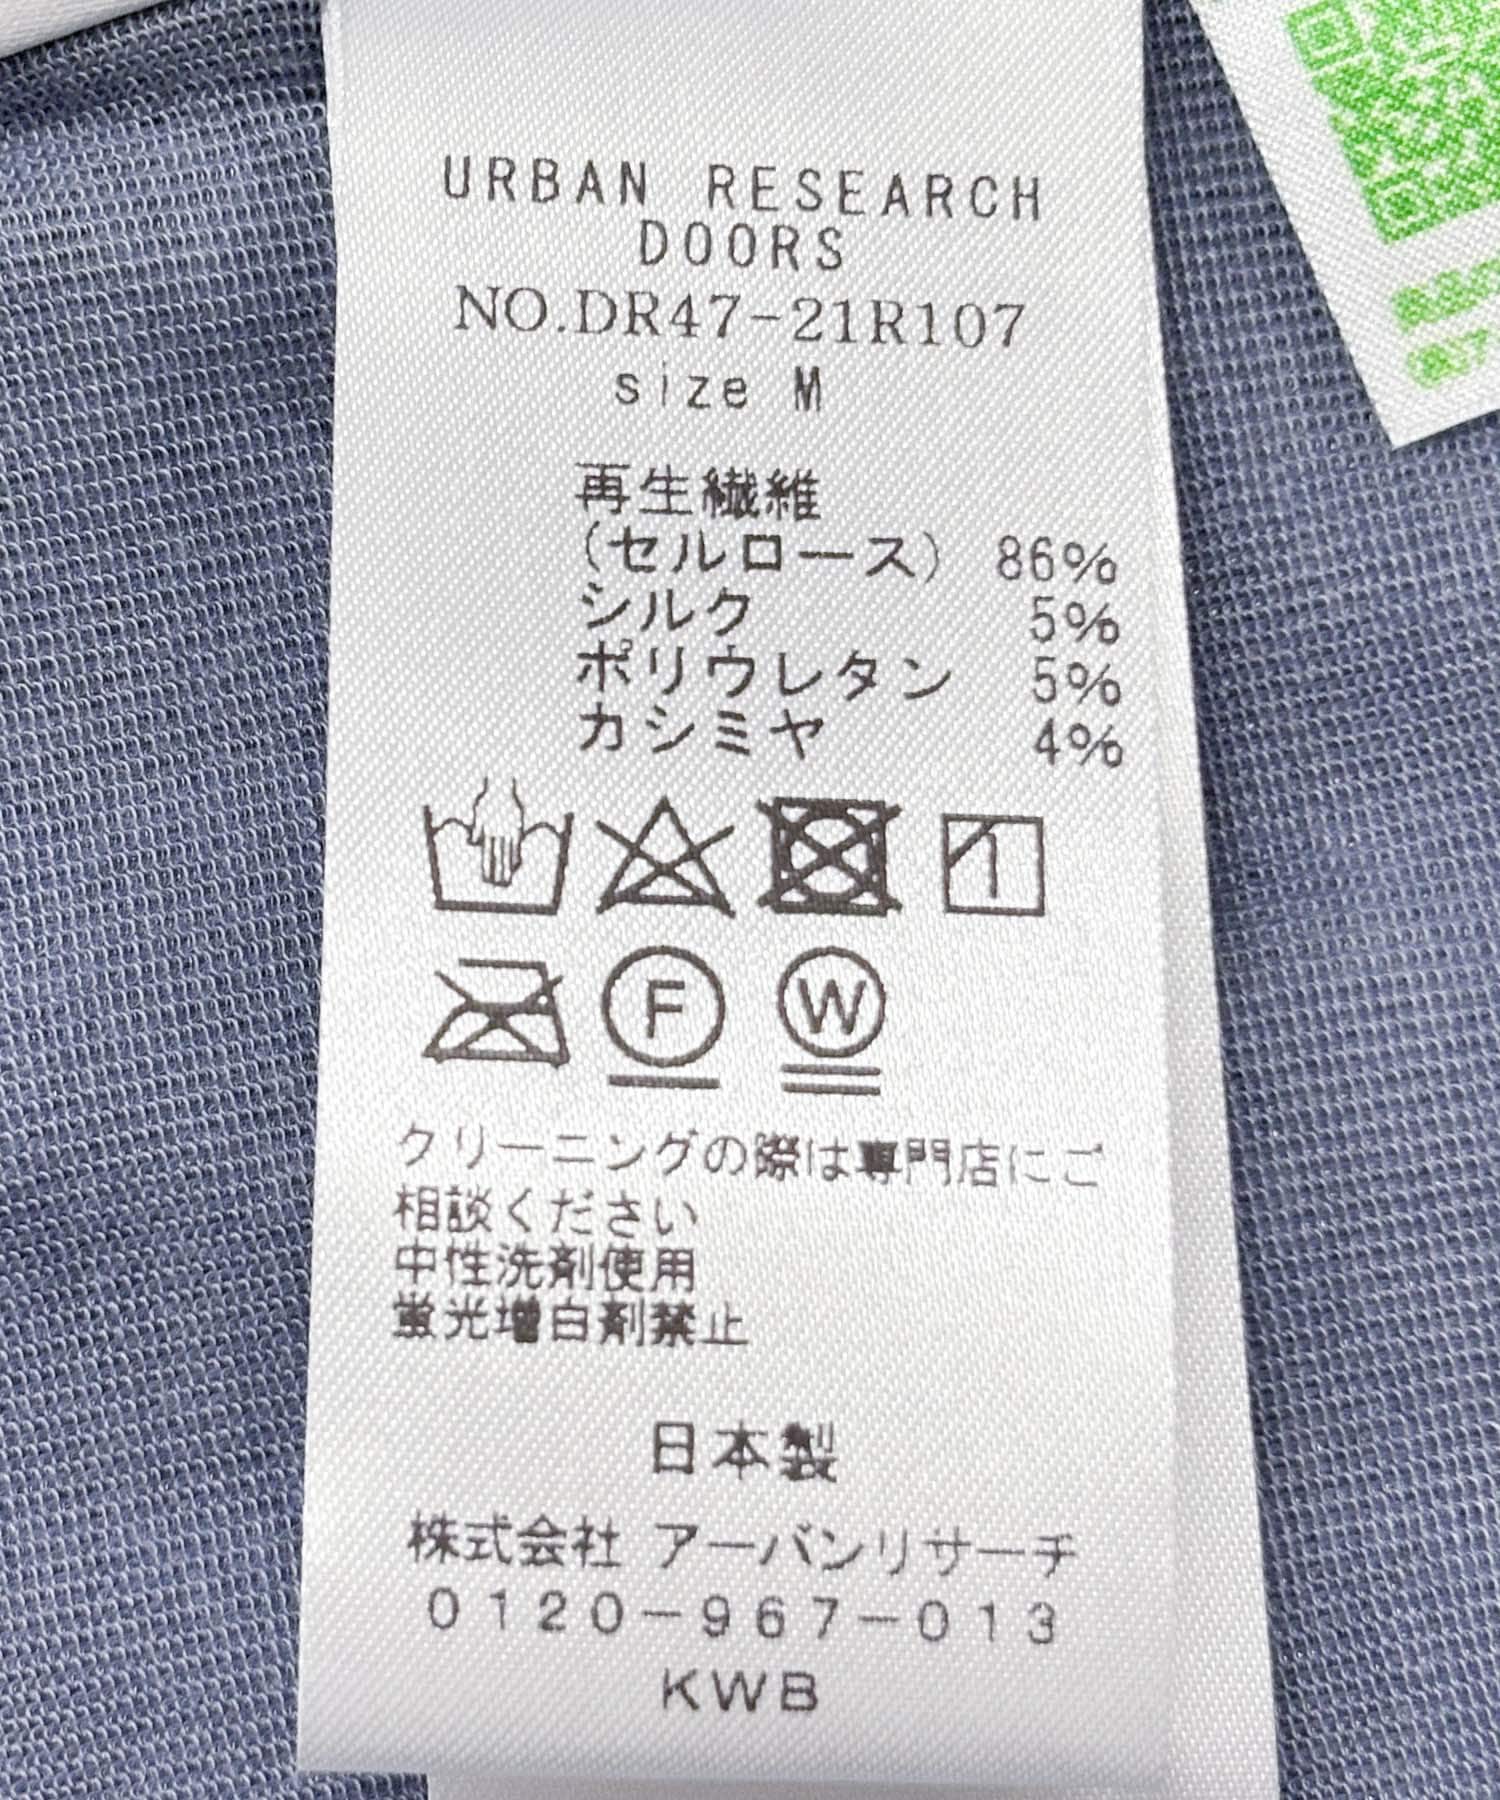 URBAN RESEARCH
DOORS
NO.DR47-21R107
size M
再生繊維
(セルロース) 86%
シルク 5%
ポリウレタン 5%
カシミヤ 4%
F
W
クリーニングの際は専門店にご
相談ください
中性洗剤使用
蛍光増白剤禁止
日本製
株式会社 アーバンリサーチ
0120-967-013
KWB